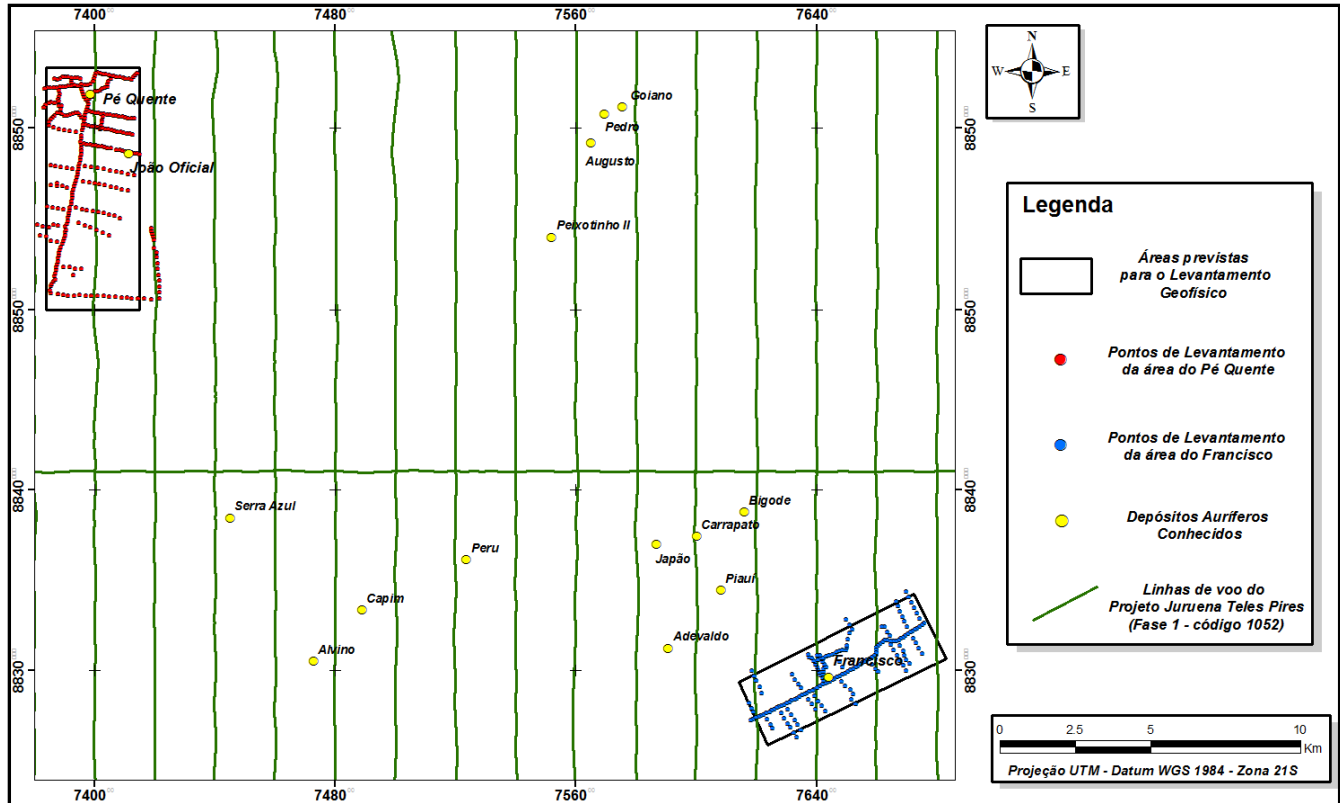 7400 7480 7560 7640
N
W E
S
Goiano
Pé Quente
Pedro
8850 8850
Augusto
João Oficial
Peixotinho II
8850 8850
8840 8840
Bigode
Serra Azul
Carrapato
Peru
Japão
Piauí
Capim
Adevaldo
Alvino
Francisco
8830 8830
7400 7480 7560 7640
Legenda
Áreas previstas
para o Levantamento
Geofísico
Pontos de Levantamento
da área do Pé Quente
Pontos de Levantamento
da área do Francisco
Depósitos Auríferos
Conhecidos
Linhas de voo do
Projeto Juruena Teles Pires
(Fase 1 - código 1052)
0 2.5 5 10
Km
Projeção UTM - Datum WGS 1984 - Zona 21S